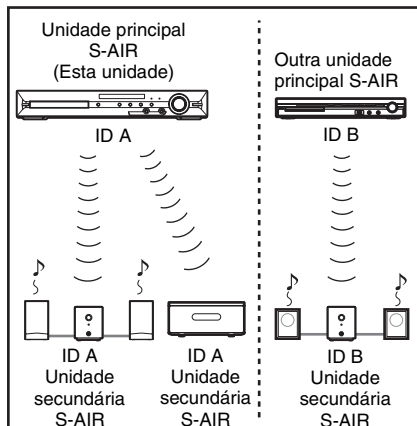 Unidade principal
S-AIR
(Esta unidade)
ID A
ID A
Unidade
secundária
S-AIR
ID A
Unidade
secundária
S-AIR
Outra unidade
principal S-AIR
ID B
ID B
Unidade
secundária
S-AIR